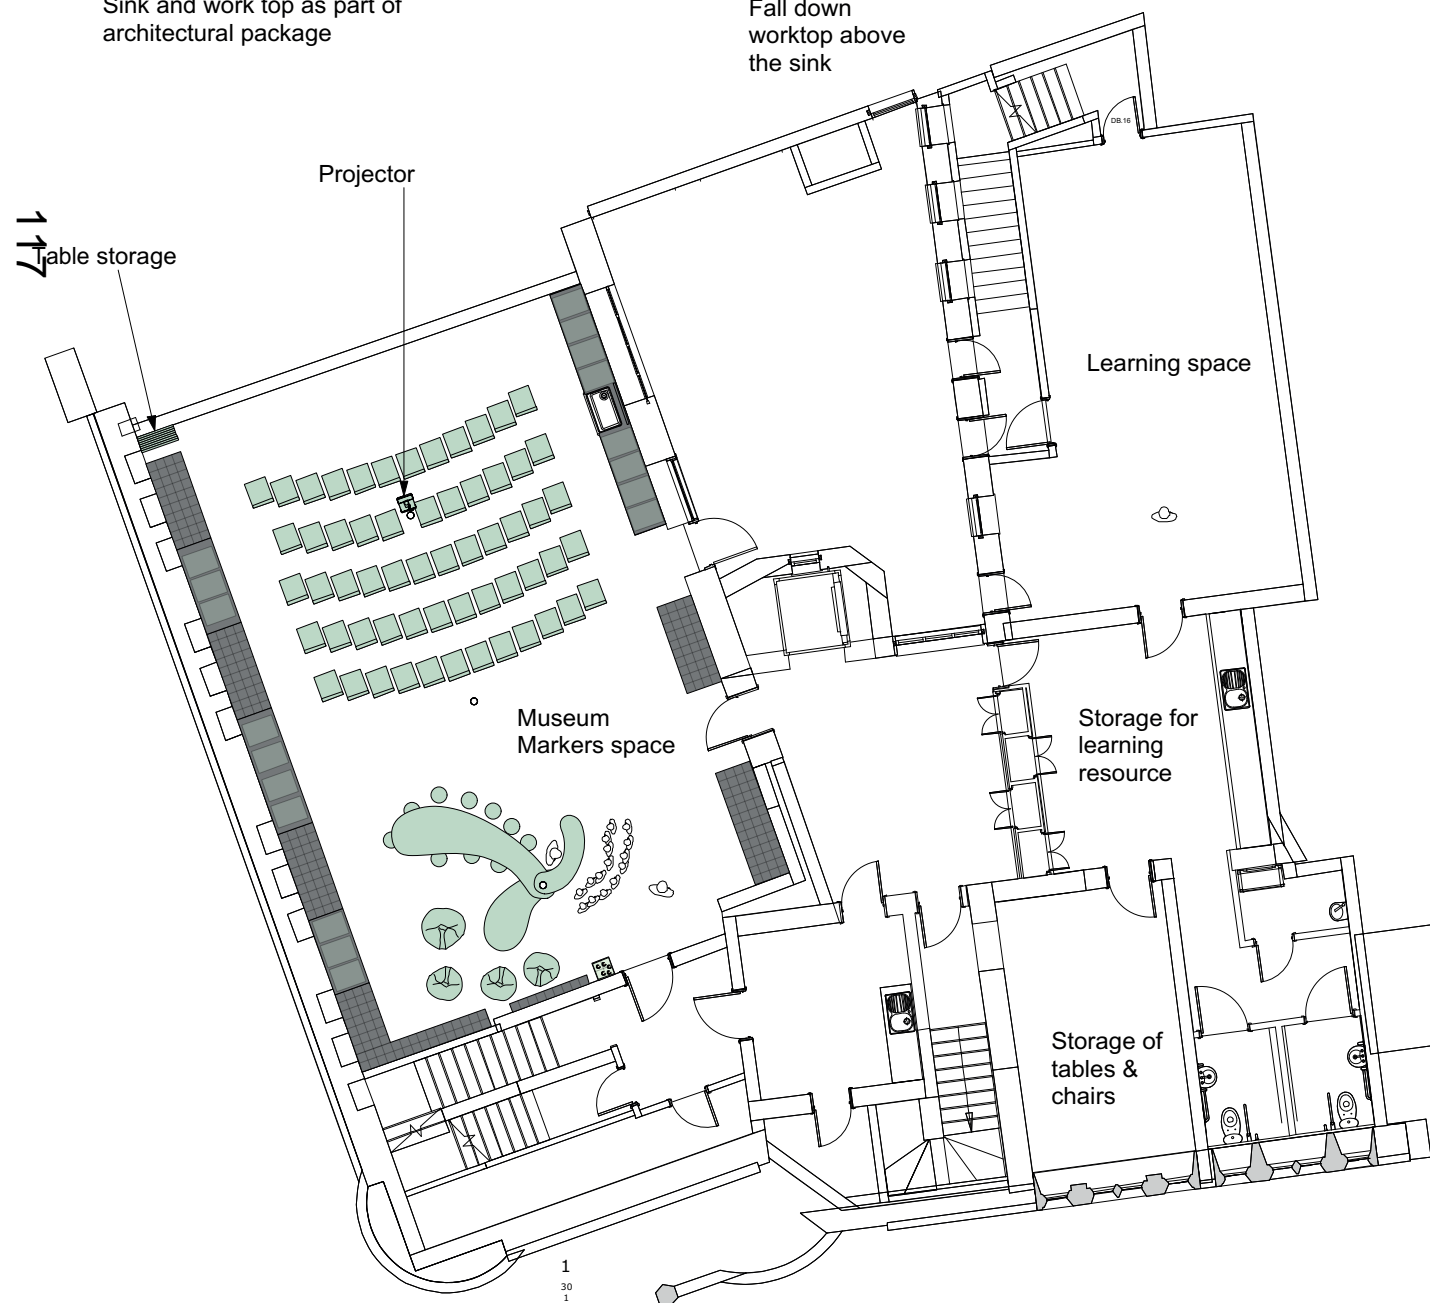 Sink and work top as part of
architectural package
Fall down
worktop above
the sink
DB.16
Projector
117
Table storage
Learning space
Museum
Markers space
Storage for
learning
resource
Storage of
tables &
chairs
1
30
1